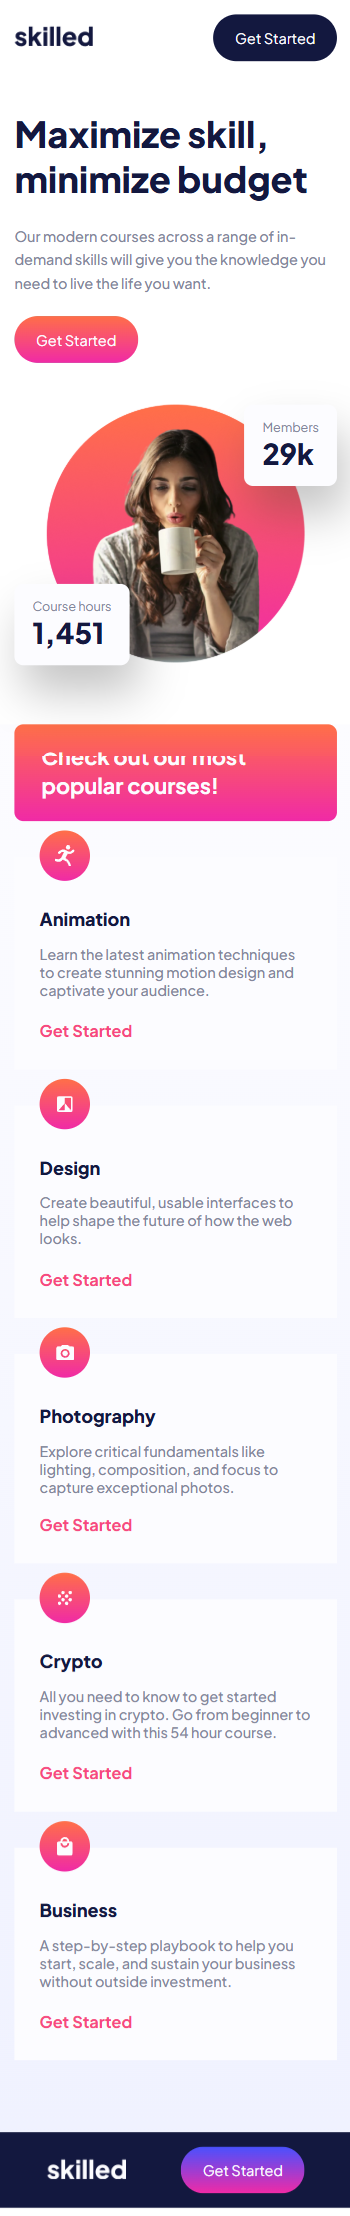 skilled
Get Started
Maximize skill,
minimize budget
Our modern courses across a range of in-
demand skills will give you the knowledge you
need to live the life you want.
Get Started
Members
29k
Course hours
1,451
Check out our most
popular courses!
Animation
Learn the latest animation techniques
to create stunning motion design and
captivate your audience.
Get Started
Design
Create beautiful, usable interfaces to
help shape the future of how the web
looks.
Get Started
Photography
Explore critical fundamentals like
lighting, composition, and focus to
capture exceptional photos.
Get Started
Crypto
All you need to know to get started
investing in crypto. Go from beginner to
advanced with this 54 hour course.
Get Started
Business
A step-by-step playbook to help you
start, scale, and sustain your business
without outside investment.
Get Started
skilled
Get Started